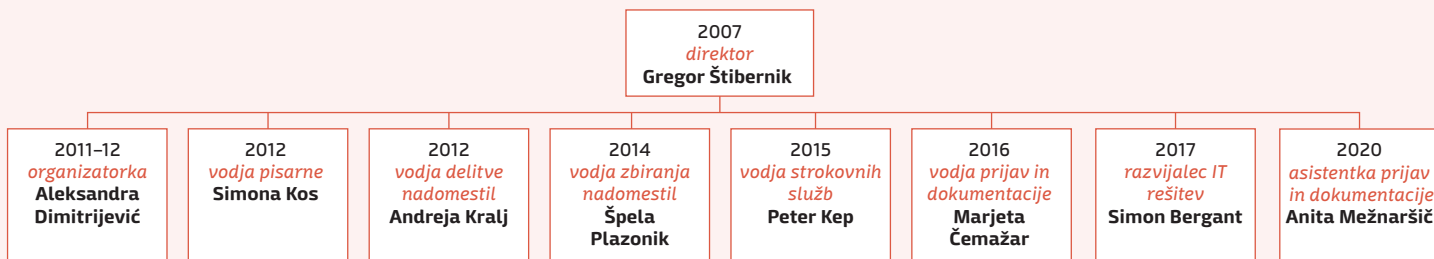 2007
direktor
Gregor Štibernik
2011–12
organizatorka
Aleksandra
Dimitrijević
2012
vodja pisarne
Simona Kos
2012
vodja delitve
nadomestil
Andreja Kralj
2014
vodja zbiranja
nadomestil
Špela
Plazonik
2015
vodja strokovnih
služb
Peter Kep
2016
vodja prijav in
dokumentacije
Marjeta
Čemažar
2017
razvijalec IT
rešitev
Simon Bergant
2020
asistentka prijav
in dokumentacije
Anita Mežnaršič